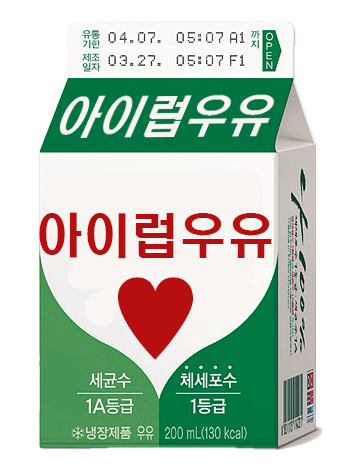 유통기한 04.07. 05:07 A1 까지
제조일자 03.27. 05:07 F1
OPEN
아이럽우유
아이럽우유
세균수 체세포수
1A등급 1등급
냉장제품 우유 200 mL(130 kcal)